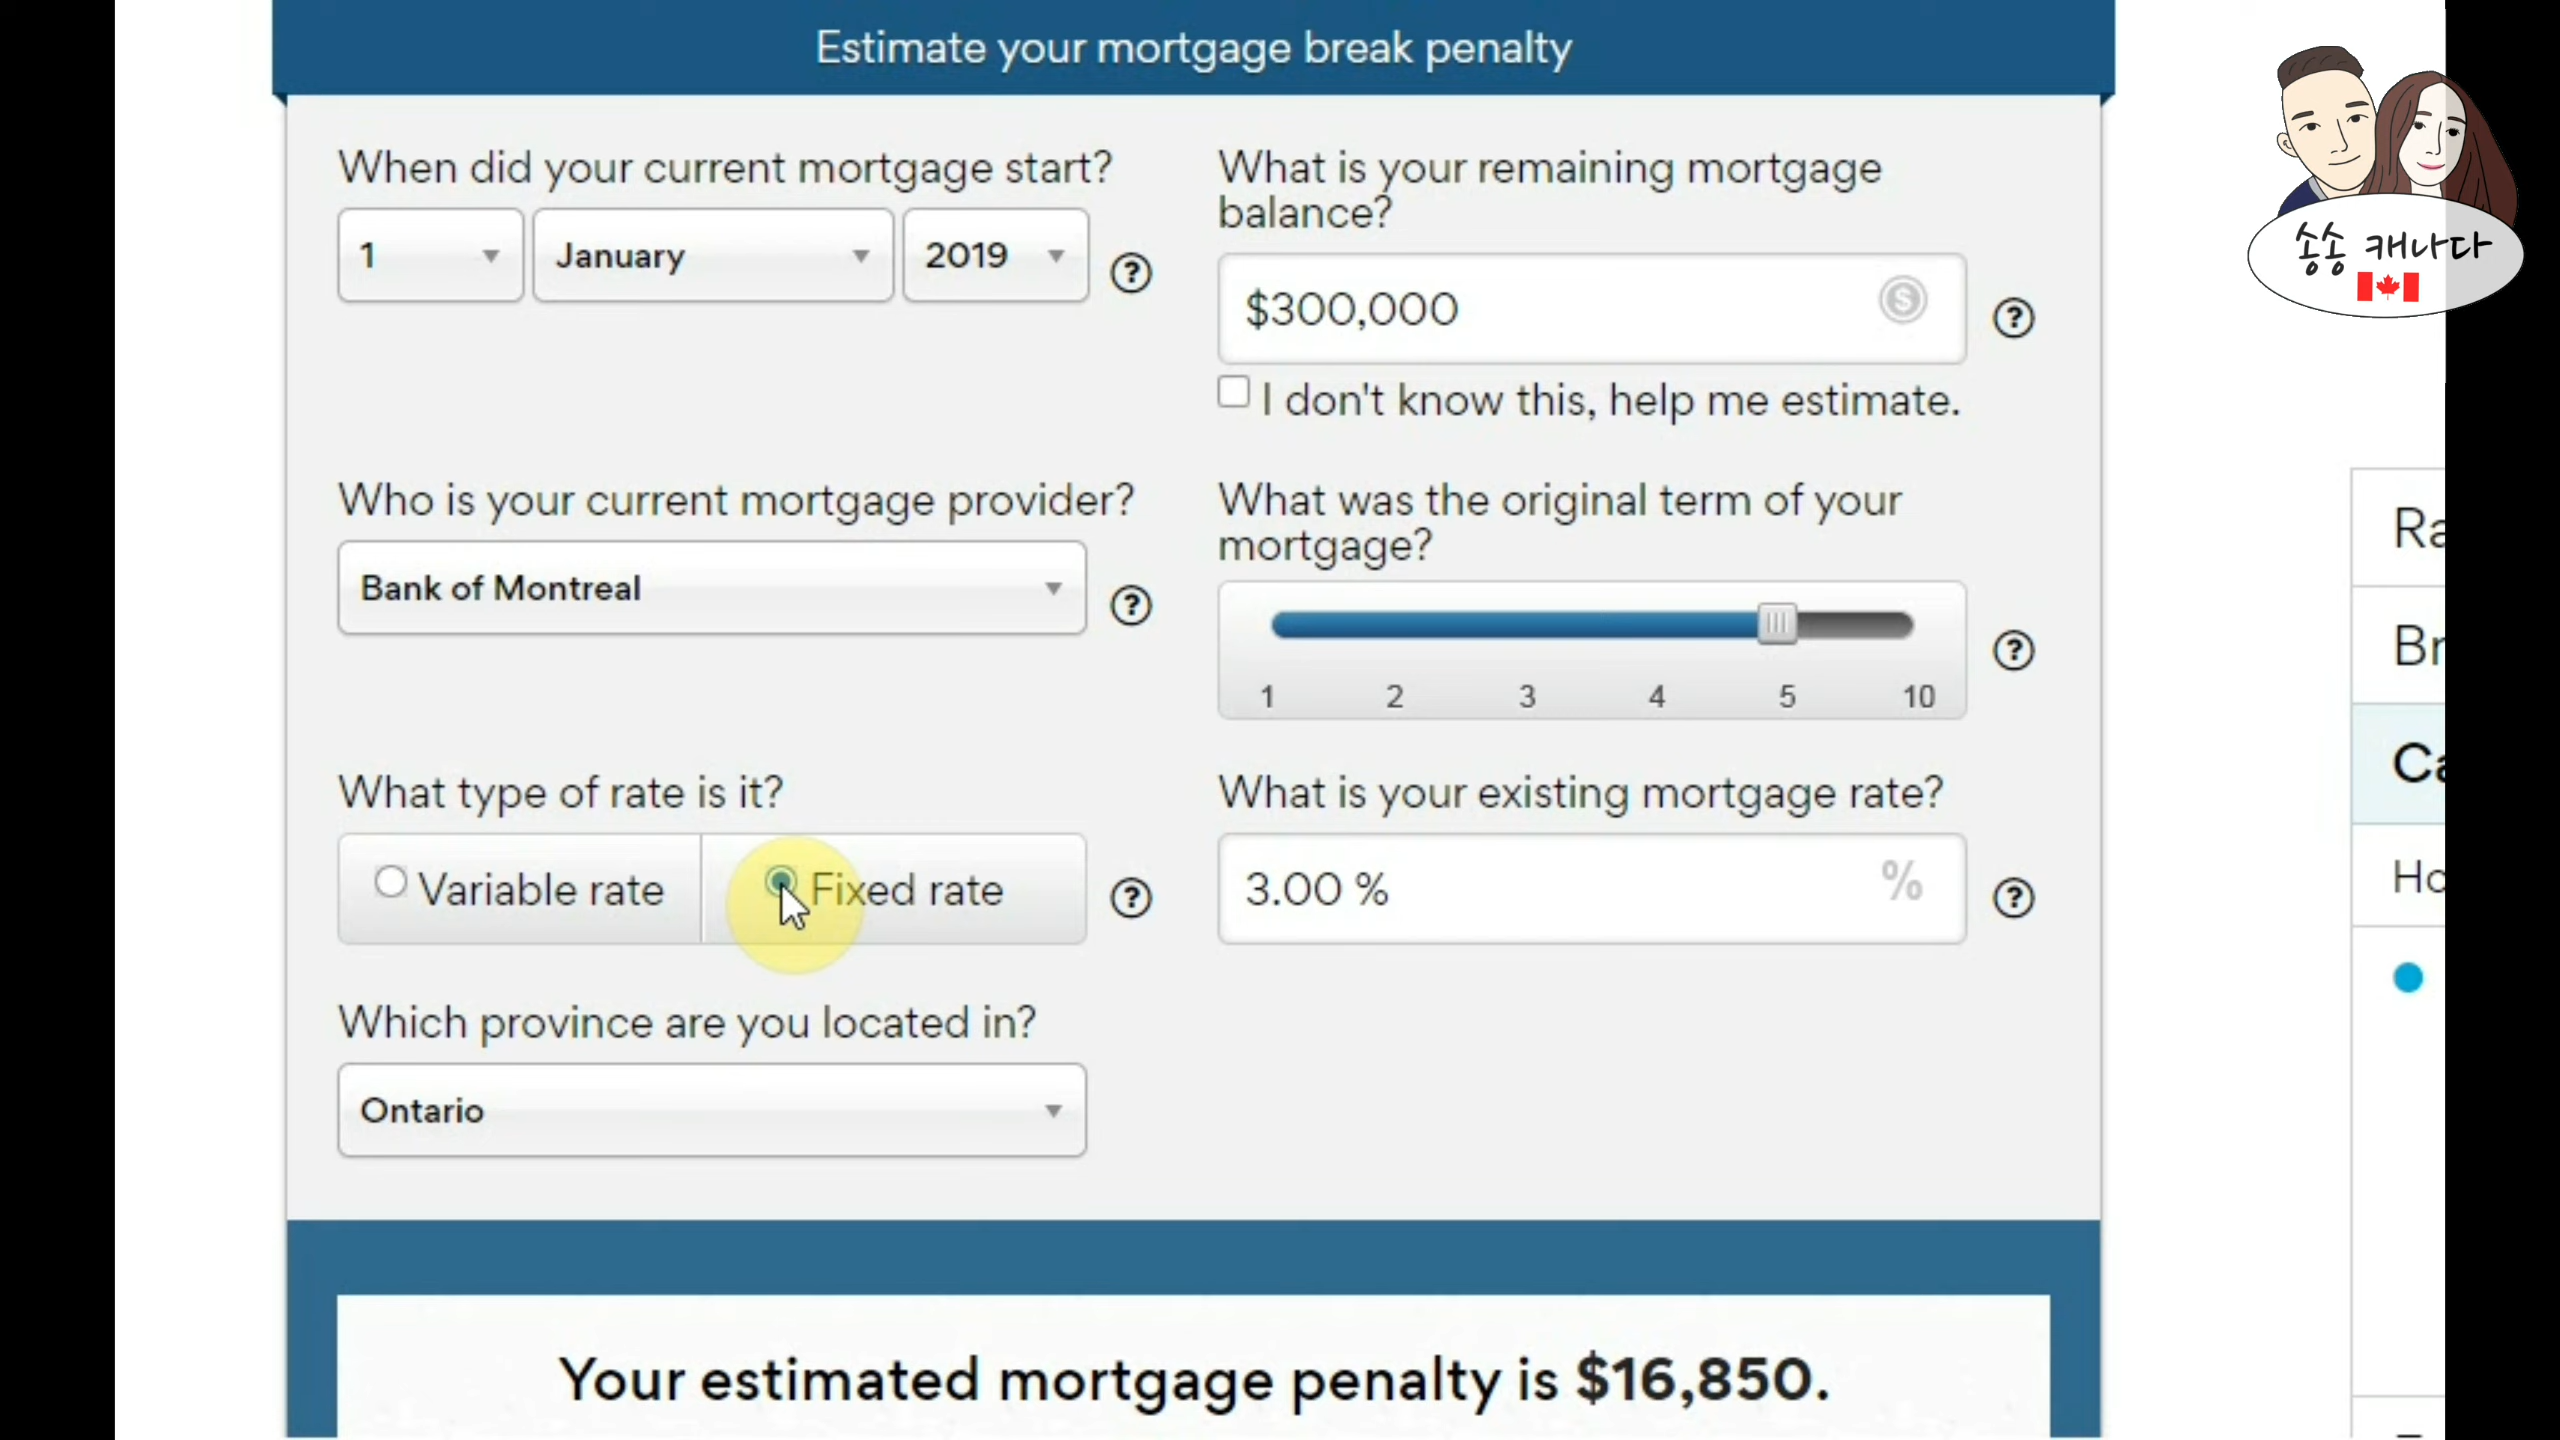 Estimate your mortgage break penalty
When did your current mortgage start?
1
January
2019
What is your remaining mortgage
balance?
$300,000
I don't know this, help me estimate.
Who is your current mortgage provider?
Bank of Montreal
What was the original term of your
mortgage?
1 2 3 4 5 10
What type of rate is it?
Variable rate
Fixed rate
What is your existing mortgage rate?
3.00 %
%
Which province are you located in?
Ontario
Your estimated mortgage penalty is $16,850.
송송 캐나다
Ra
Br
Ca
Ho